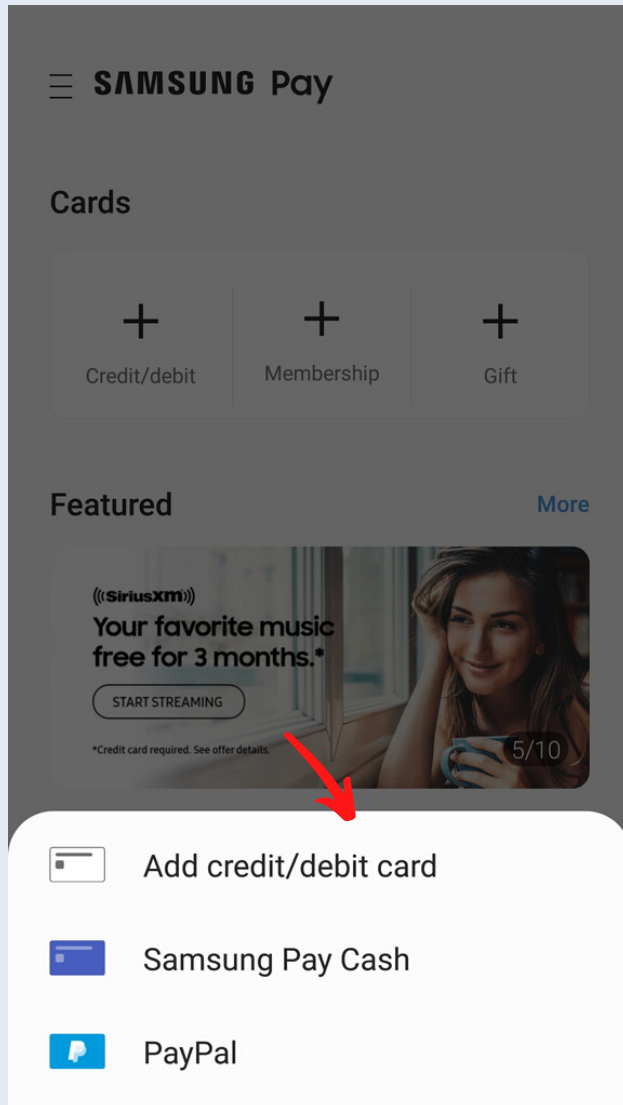 SAMSUNG Pay
Cards
Credit/debit
Membership
Gift
Featured
More
((SiriusXM))
Your favorite music
free for 3 months.*
START STREAMING
*Credit card required. See offer details.
5/10
Add credit/debit card
Samsung Pay Cash
PayPal